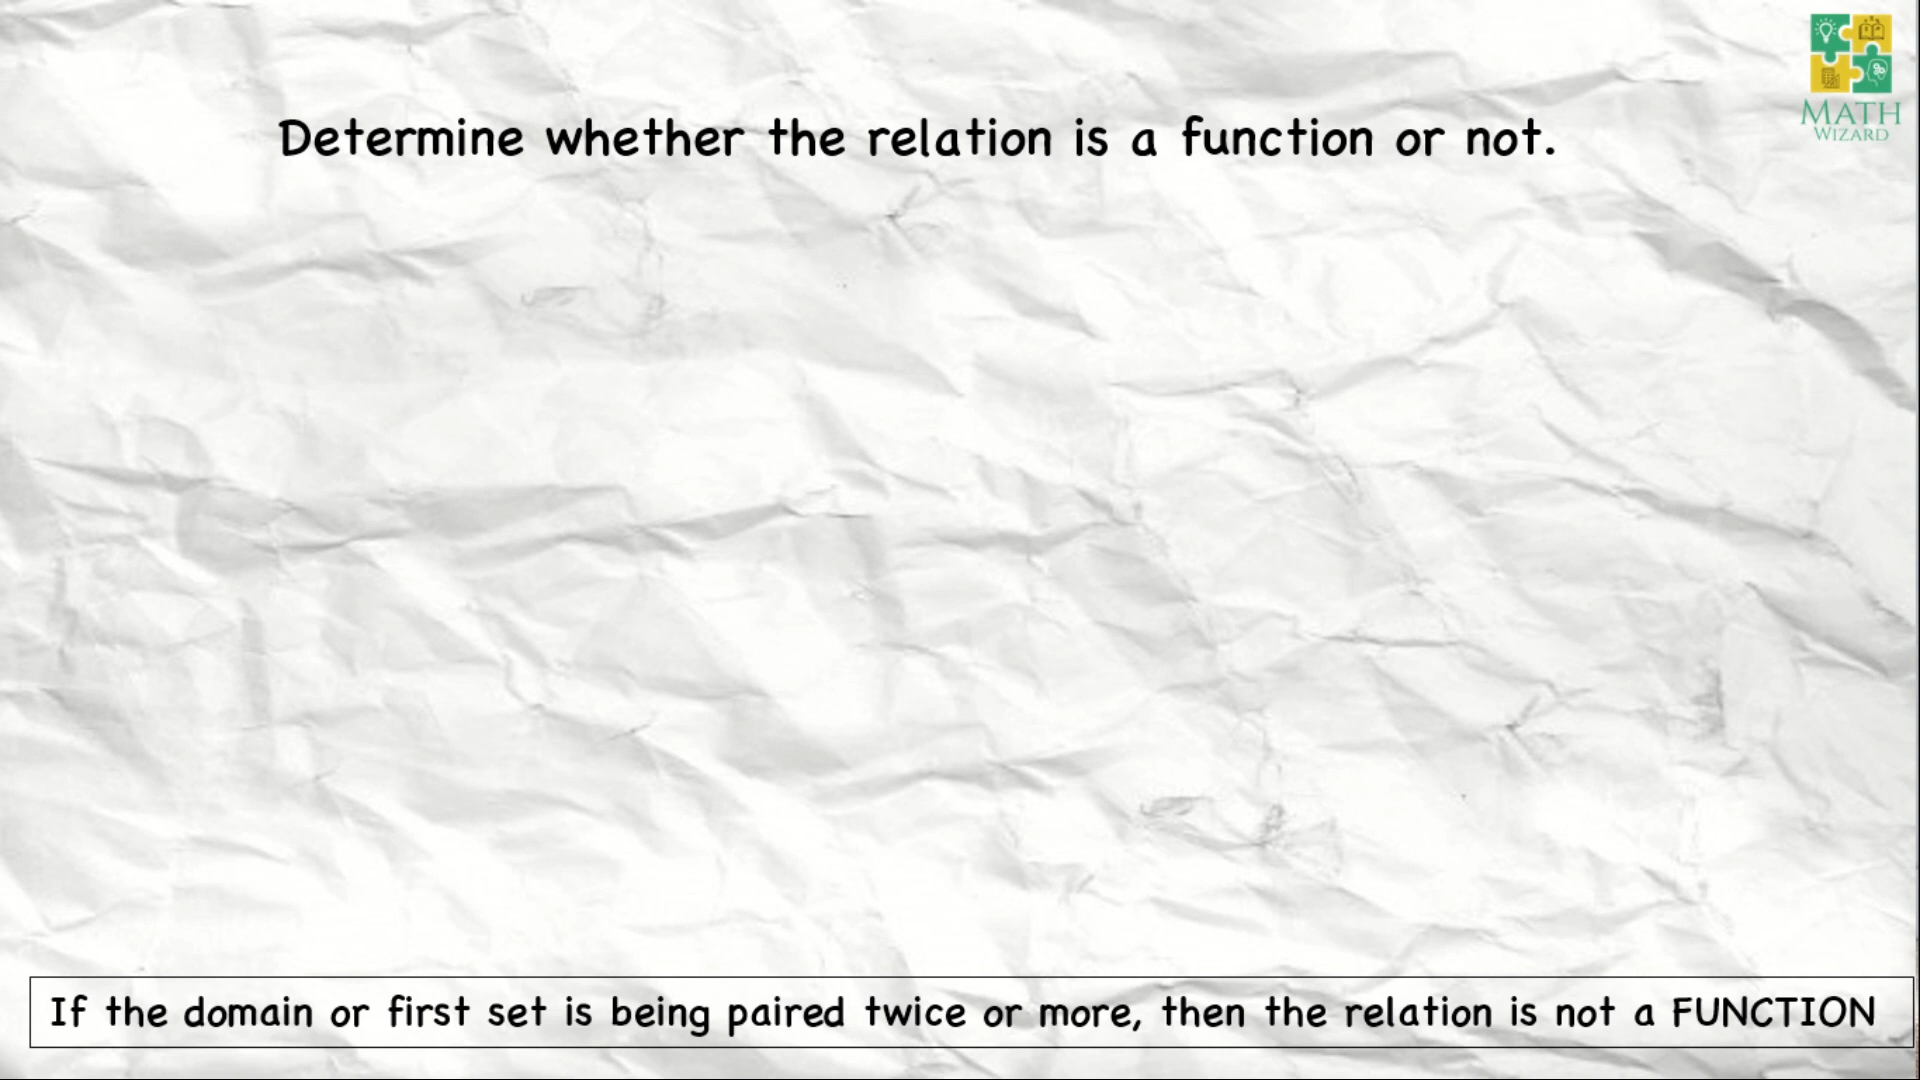 MATH
WIZARD
Determine whether the relation is a function or not.
If the domain or first set is being paired twice or more, then the relation is not a FUNCTION